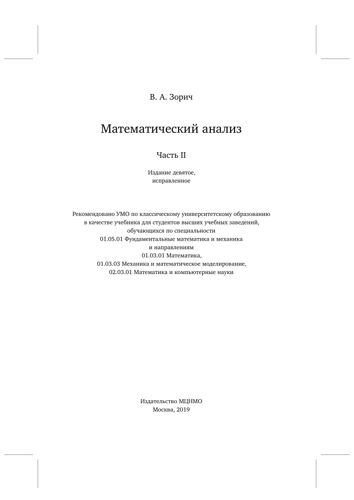 В. А. Зорич
Математический анализ
Часть II
Издание девятое,
исправленное
Рекомендовано УМО по классическому университетскому образованию
в качестве учебника для студентов высших учебных заведений,
обучающихся по специальности
01.05.01 Фундаментальные математика и механика
и направлениям
01.03.01 Математика,
01.03.03 Механика и математическое моделирование,
02.03.01 Математика и компьютерные науки
Издательство МЦНМО
Москва, 2019